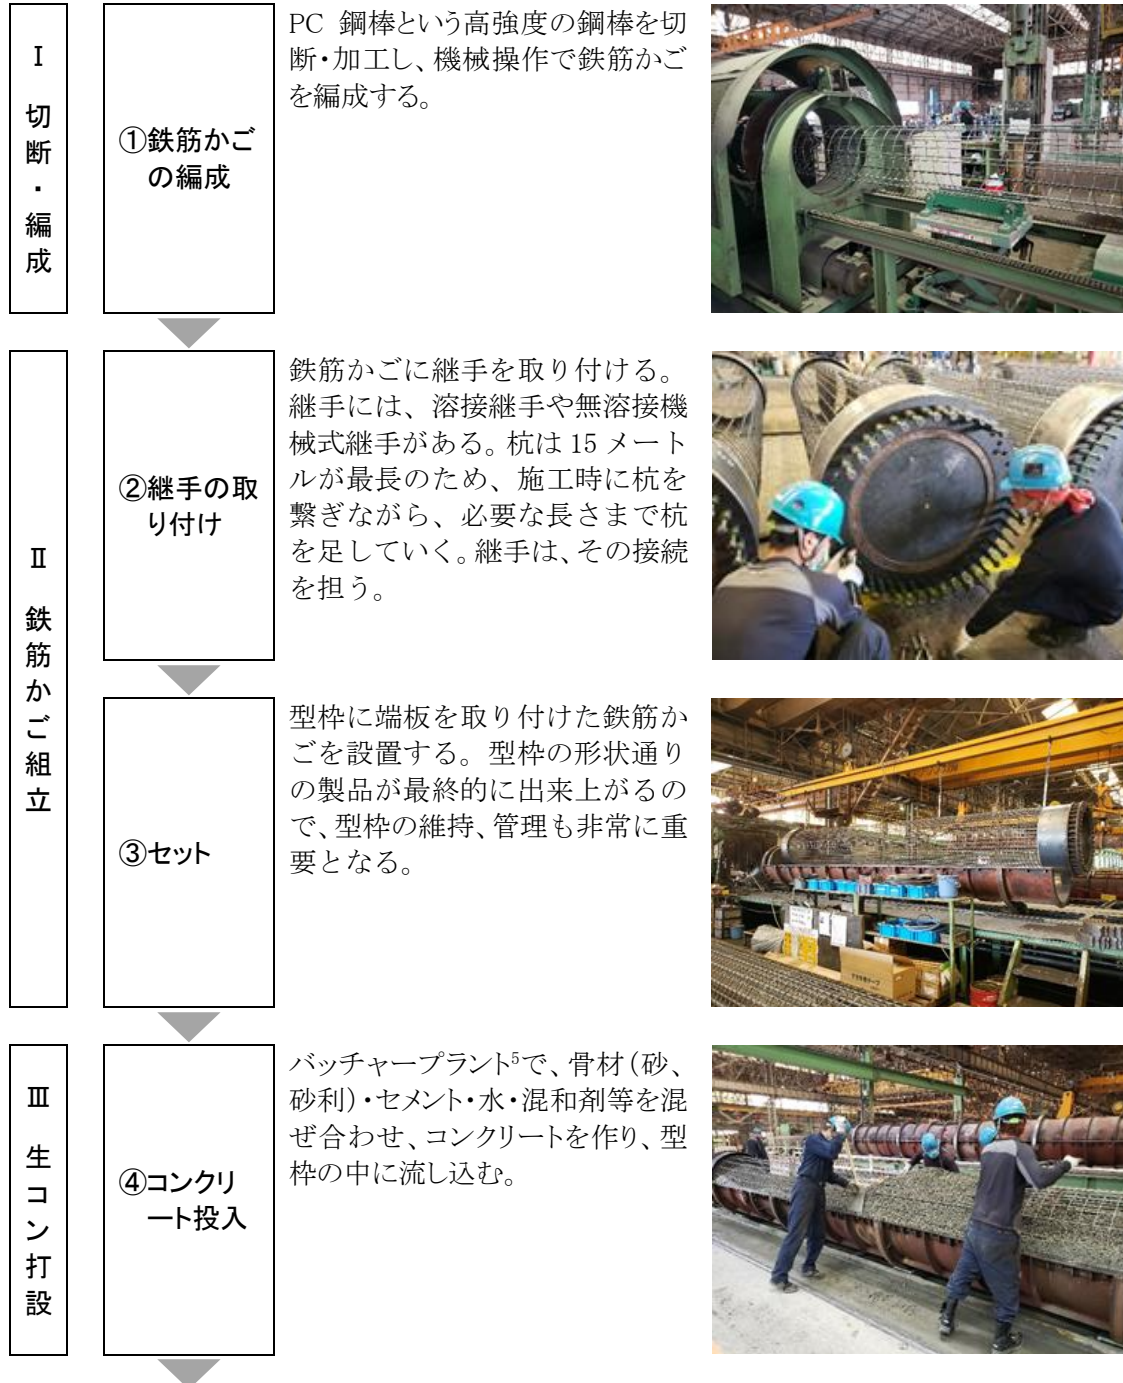 Ⅰ 切断・編成
①鉄筋かご
の編成
PC 鋼棒という高強度の鋼棒を切
断・加工し、機械操作で鉄筋かご
を編成する。
Ⅱ 鉄筋かご組立
②継手の取
り付け
鉄筋かごに継手を取り付ける。
継手には、溶接継手や無溶接機
械式継手がある。杭は 15 メート
ルが最長のため、施工時に杭を
繋ぎながら、必要な長さまで杭
を足していく。継手は、その接続
を担う。
③セット
型枠に端板を取り付けた鉄筋か
ごを設置する。型枠の形状通り
の製品が最終的に出来上がるの
で、型枠の維持、管理も非常に重
要となる。
Ⅲ 生コン打設
④コンクリ
ート投入
バッチャープラント5で、骨材(砂、
砂利)・セメント・水・混和剤等を混
ぜ合わせ、コンクリートを作り、型
枠の中に流し込む。